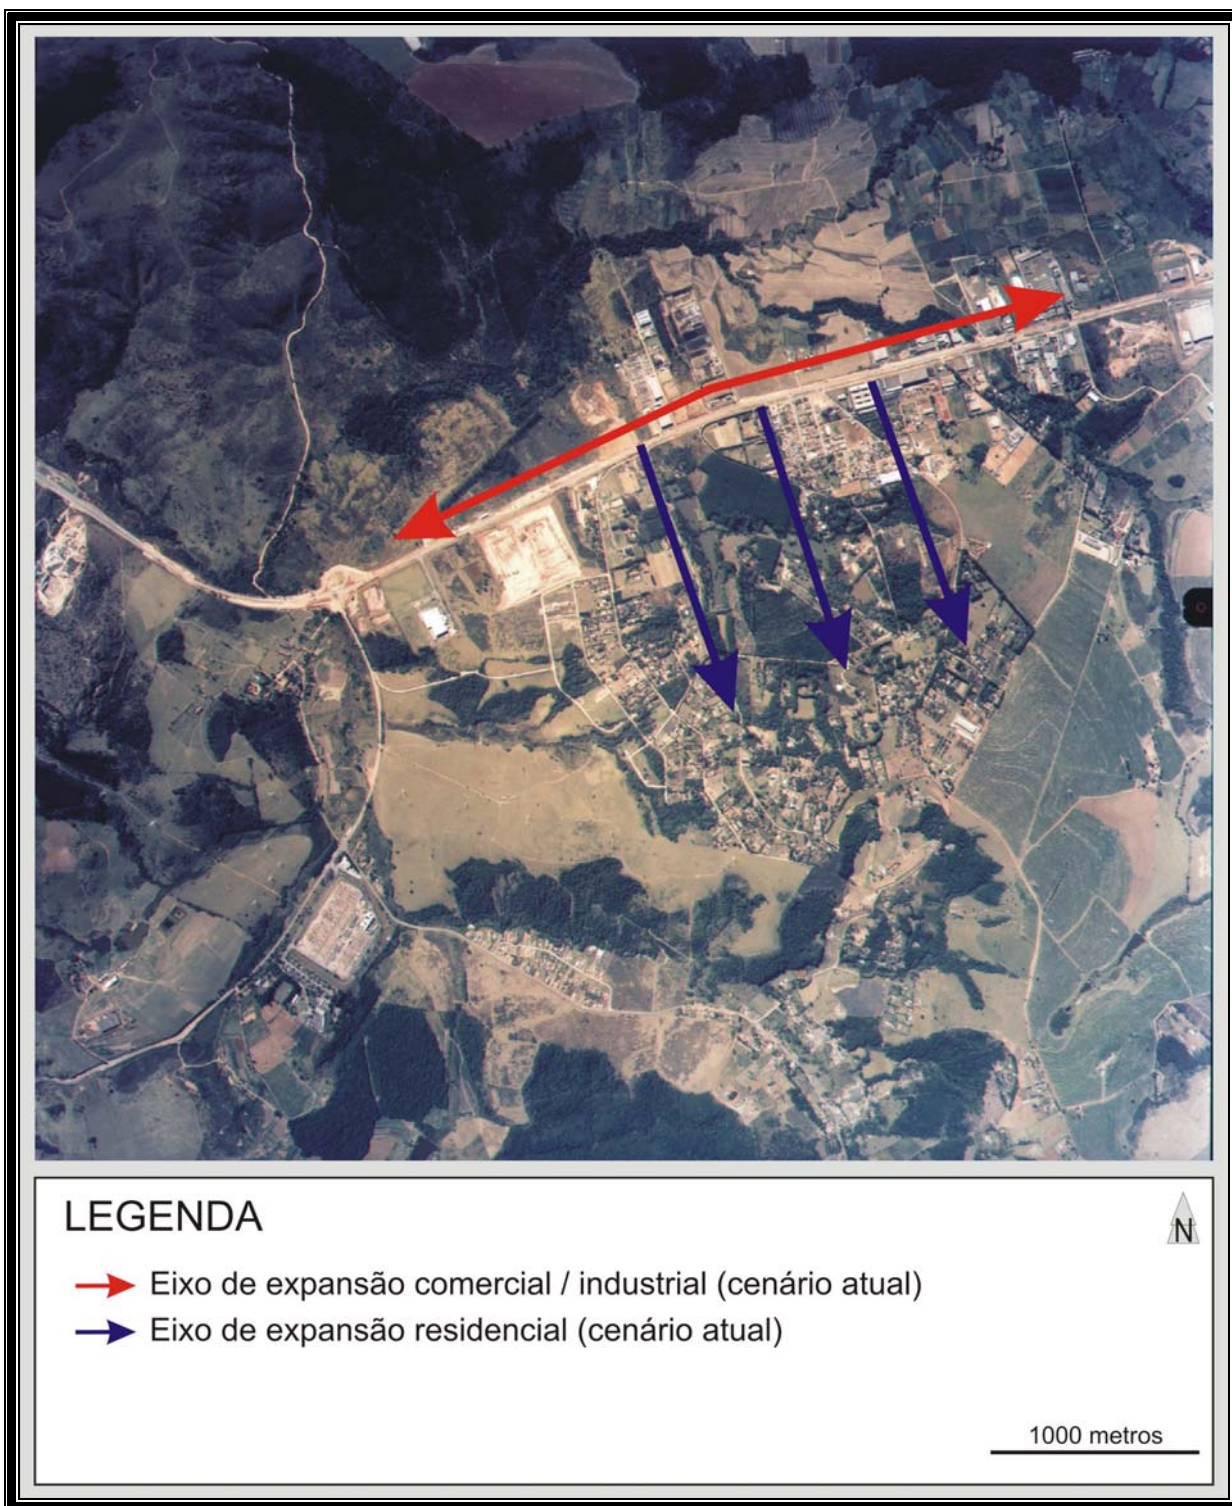 LEGENDA
N
Eixo de expansão comercial / industrial (cenário atual)
Eixo de expansão residencial (cenário atual)
1000 metros